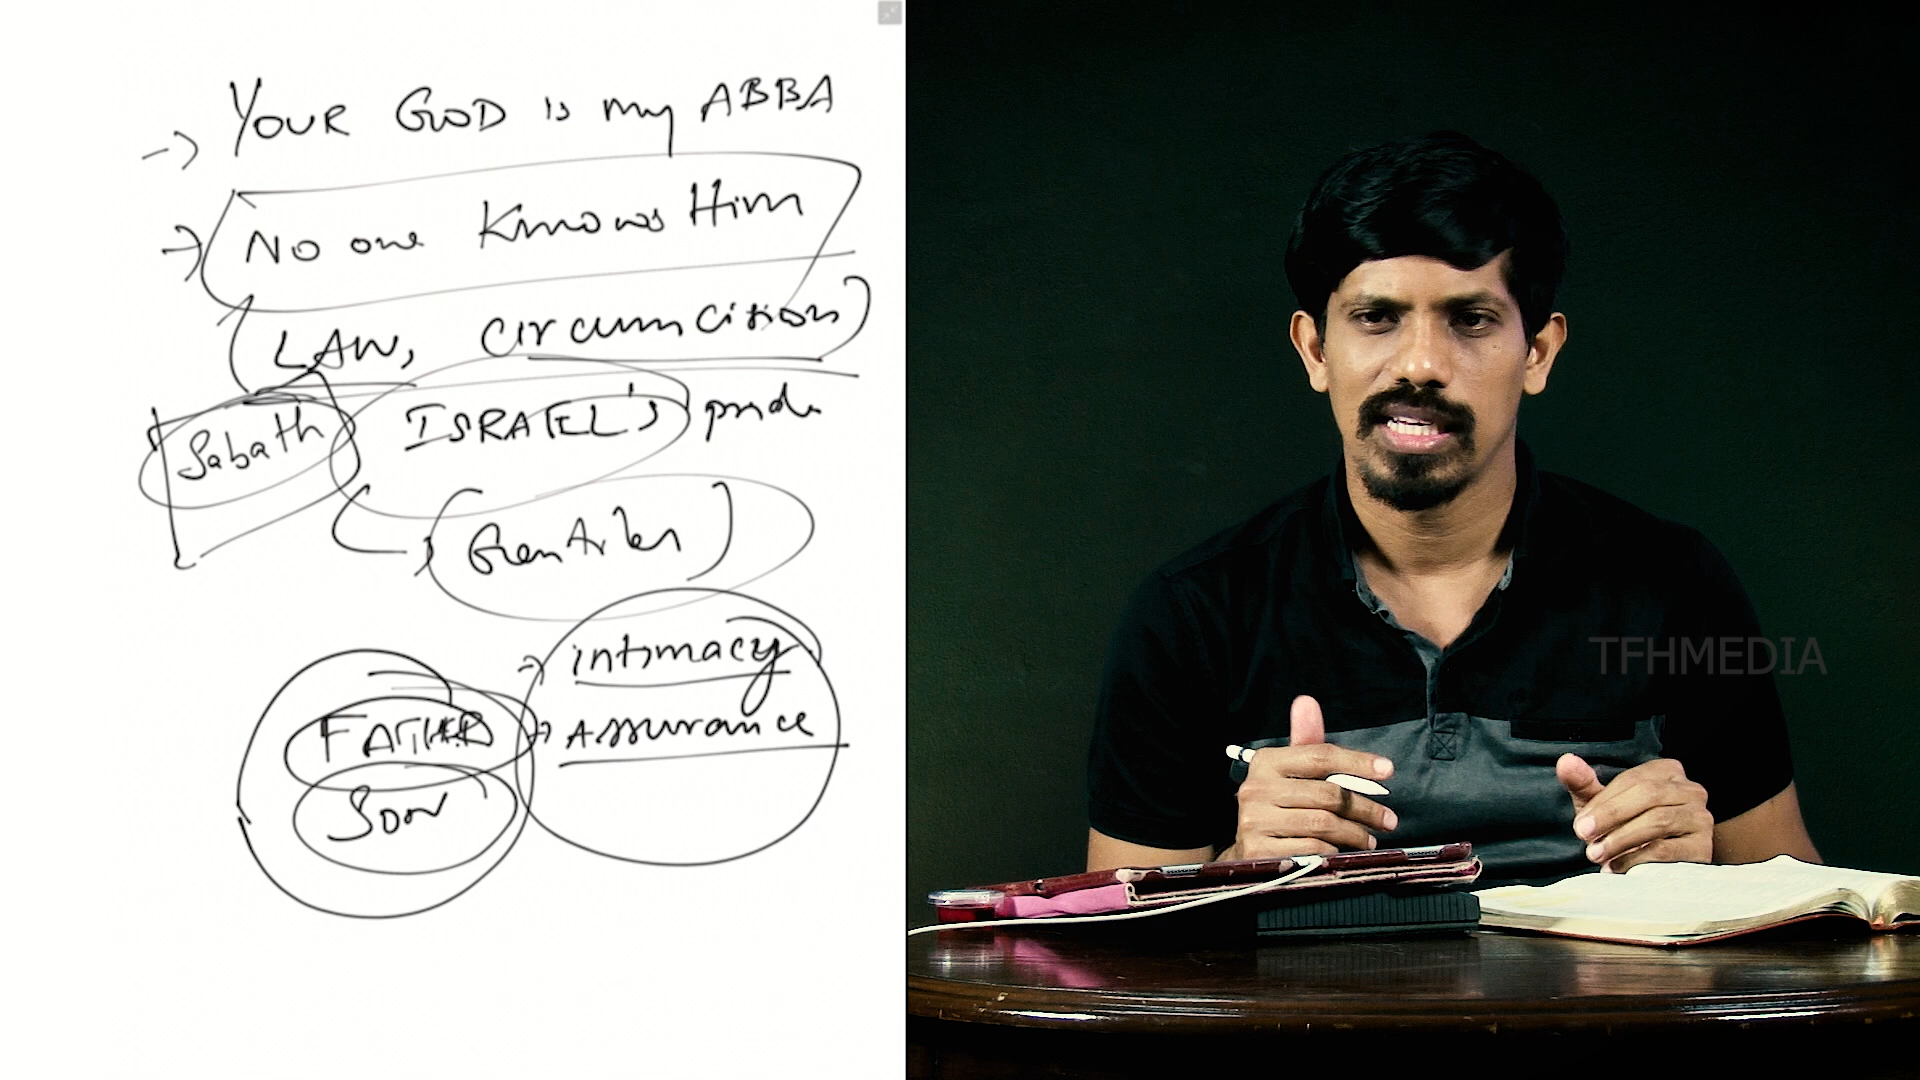 -> YOUR GOD is my ABBA
-> No one Knows Him
(LAW, circumcition)
Sabath ISRAEL's pride
(Gentiles)
-> intimacy
FATHER -> Assurance
Son
TFHMEDIA